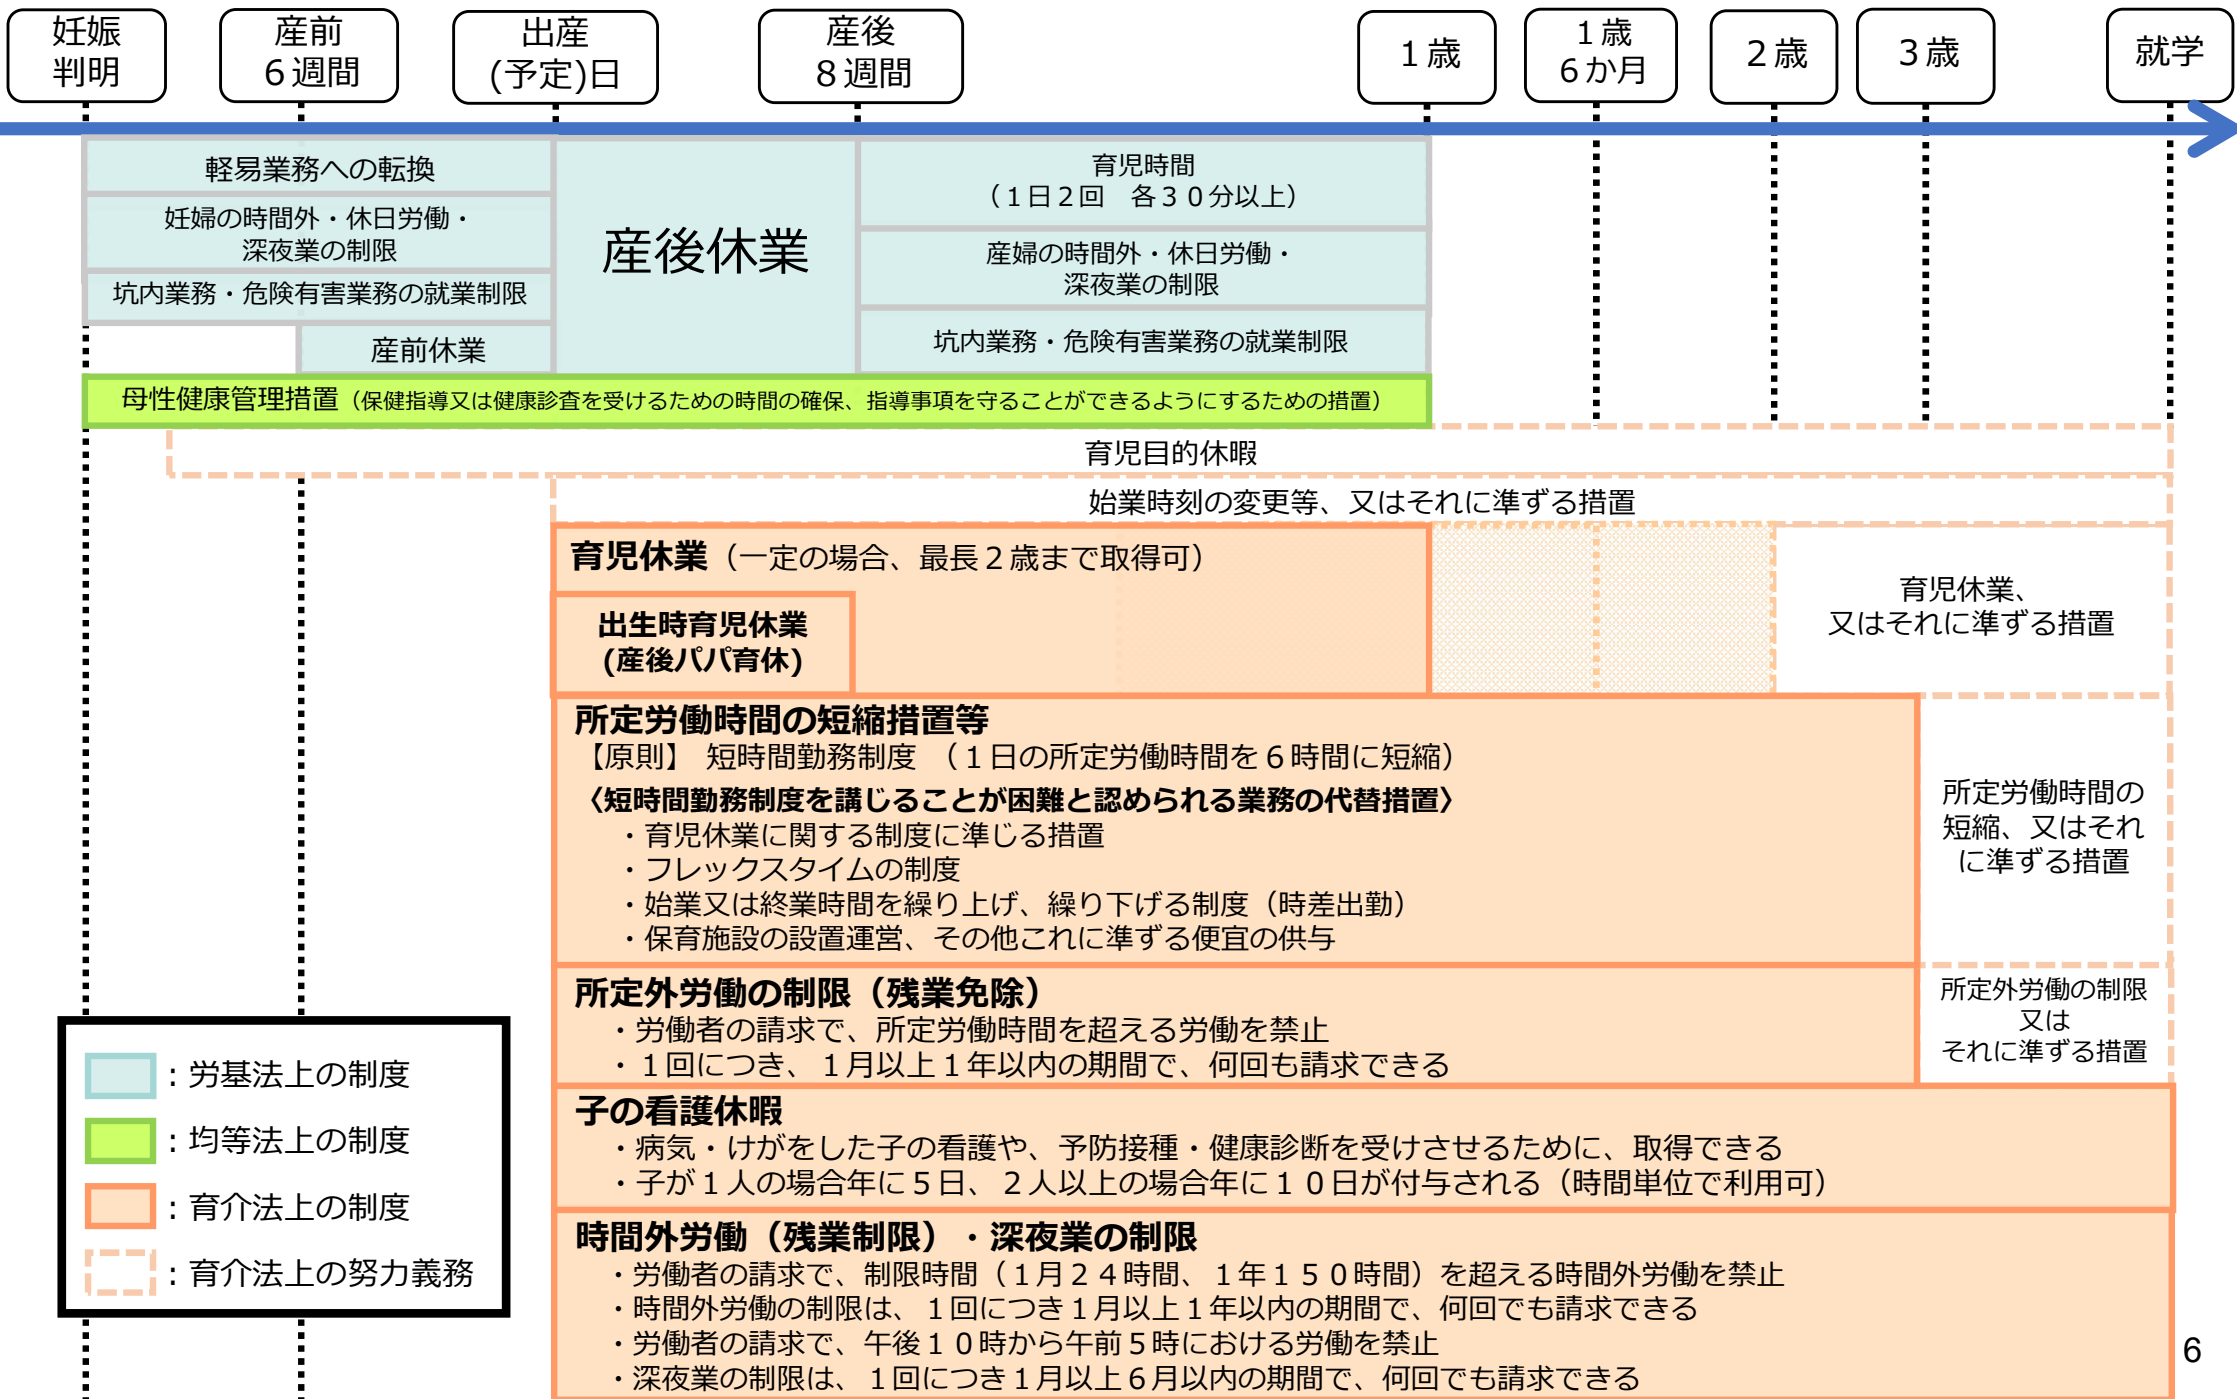 妊娠
判明
産前
６週間
出産
(予定)日
産後
８週間
１歳
１歳
６か月
２歳
３歳
就学
軽易業務への転換
妊婦の時間外・休日労働・
深夜業の制限
坑内業務・危険有害業務の就業制限
産前休業
産後休業
育児時間
（１日２回　各３０分以上）
産婦の時間外・休日労働・
深夜業の制限
坑内業務・危険有害業務の就業制限
母性健康管理措置（保健指導又は健康診査を受けるための時間の確保、指導事項を守ることができるようにするための措置）
育児目的休暇
始業時刻の変更等、又はそれに準ずる措置
育児休業（一定の場合、最長２歳まで取得可）
出生時育児休業
(産後パパ育休)
育児休業、
又はそれに準ずる措置
所定労働時間の短縮措置等
【原則】 短時間勤務制度 （１日の所定労働時間を６時間に短縮）
〈短時間勤務制度を講じることが困難と認められる業務の代替措置〉
・育児休業に関する制度に準じる措置
・フレックスタイムの制度
・始業又は終業時間を繰り上げ、繰り下げる制度（時差出勤）
・保育施設の設置運営、その他これに準ずる便宜の供与
所定労働時間の
短縮、又はそれ
に準ずる措置
所定外労働の制限（残業免除）
・労働者の請求で、所定労働時間を超える労働を禁止
・１回につき、１月以上１年以内の期間で、何回も請求できる
所定外労働の制限
又は
それに準ずる措置
子の看護休暇
・病気・けがをした子の看護や、予防接種・健康診断を受けさせるために、取得できる
・子が１人の場合年に５日、２人以上の場合年に１０日が付与される（時間単位で利用可）
時間外労働（残業制限）・深夜業の制限
・労働者の請求で、制限時間（１月２４時間、１年１５０時間）を超える時間外労働を禁止
・時間外労働の制限は、１回につき１月以上１年以内の期間で、何回でも請求できる
・労働者の請求で、午後１０時から午前５時における労働を禁止
・深夜業の制限は、１回につき１月以上６月以内の期間で、何回でも請求できる
：労基法上の制度
：均等法上の制度
：育介法上の制度
：育介法上の努力義務
6